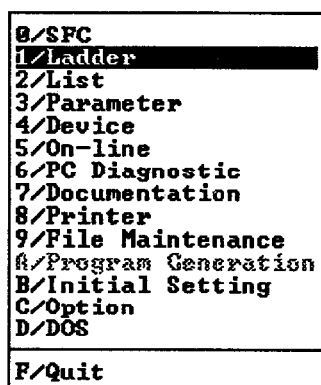 0/SFC
1/Ladder
2/List
3/Parameter
4/Device
5/On-line
6/PC Diagnostic
7/Documentation
8/Printer
9/File Maintenance
A/Program Generation
B/Initial Setting
C/Option
D/DOS
F/Quit